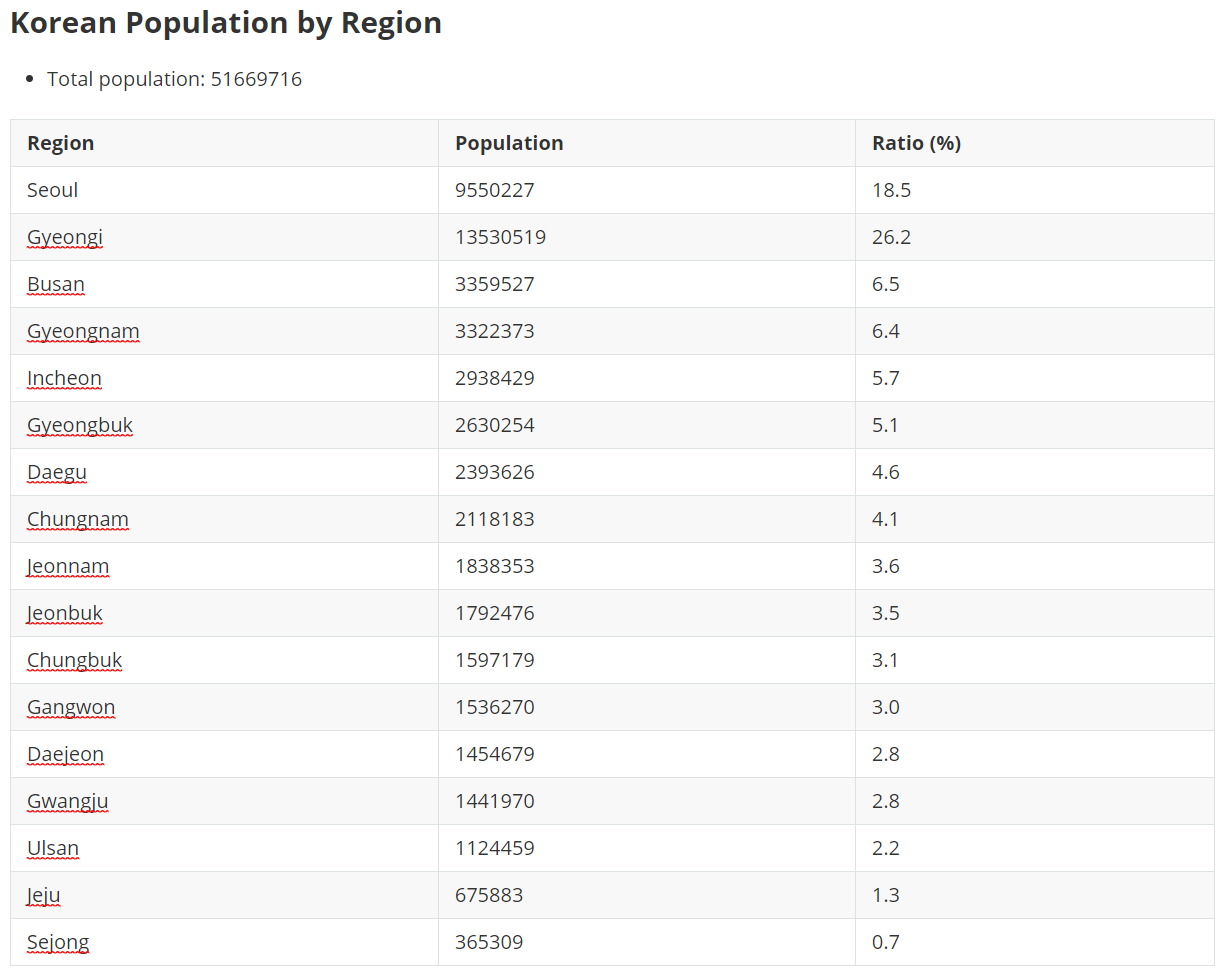 Korean Population by Region
• Total population: 51669716
Region Population Ratio (%)
Seoul 9550227 18.5
Gyeongi 13530519 26.2
Busan 3359527 6.5
Gyeongnam 3322373 6.4
Incheon 2938429 5.7
Gyeongbuk 2630254 5.1
Daegu 2393626 4.6
Chungnam 2118183 4.1
Jeonnam 1838353 3.6
Jeonbuk 1792476 3.5
Chungbuk 1597179 3.1
Gangwon 1536270 3.0
Daejeon 1454679 2.8
Gwangju 1441970 2.8
Ulsan 1124459 2.2
Jeju 675883 1.3
Sejong 365309 0.7